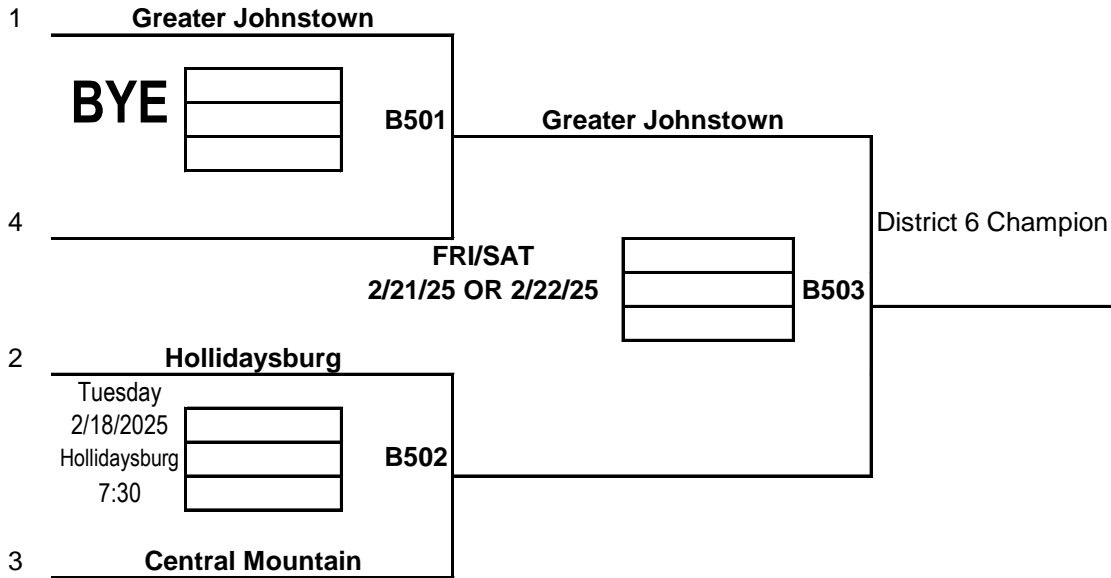 1 Greater Johnstown
BYE
B501
Greater Johnstown
4
District 6 Champion
FRI/SAT
2/21/25 OR 2/22/25
B503
2 Hollidaysburg
Tuesday
2/18/2025
Hollidaysburg
7:30
B502
3 Central Mountain